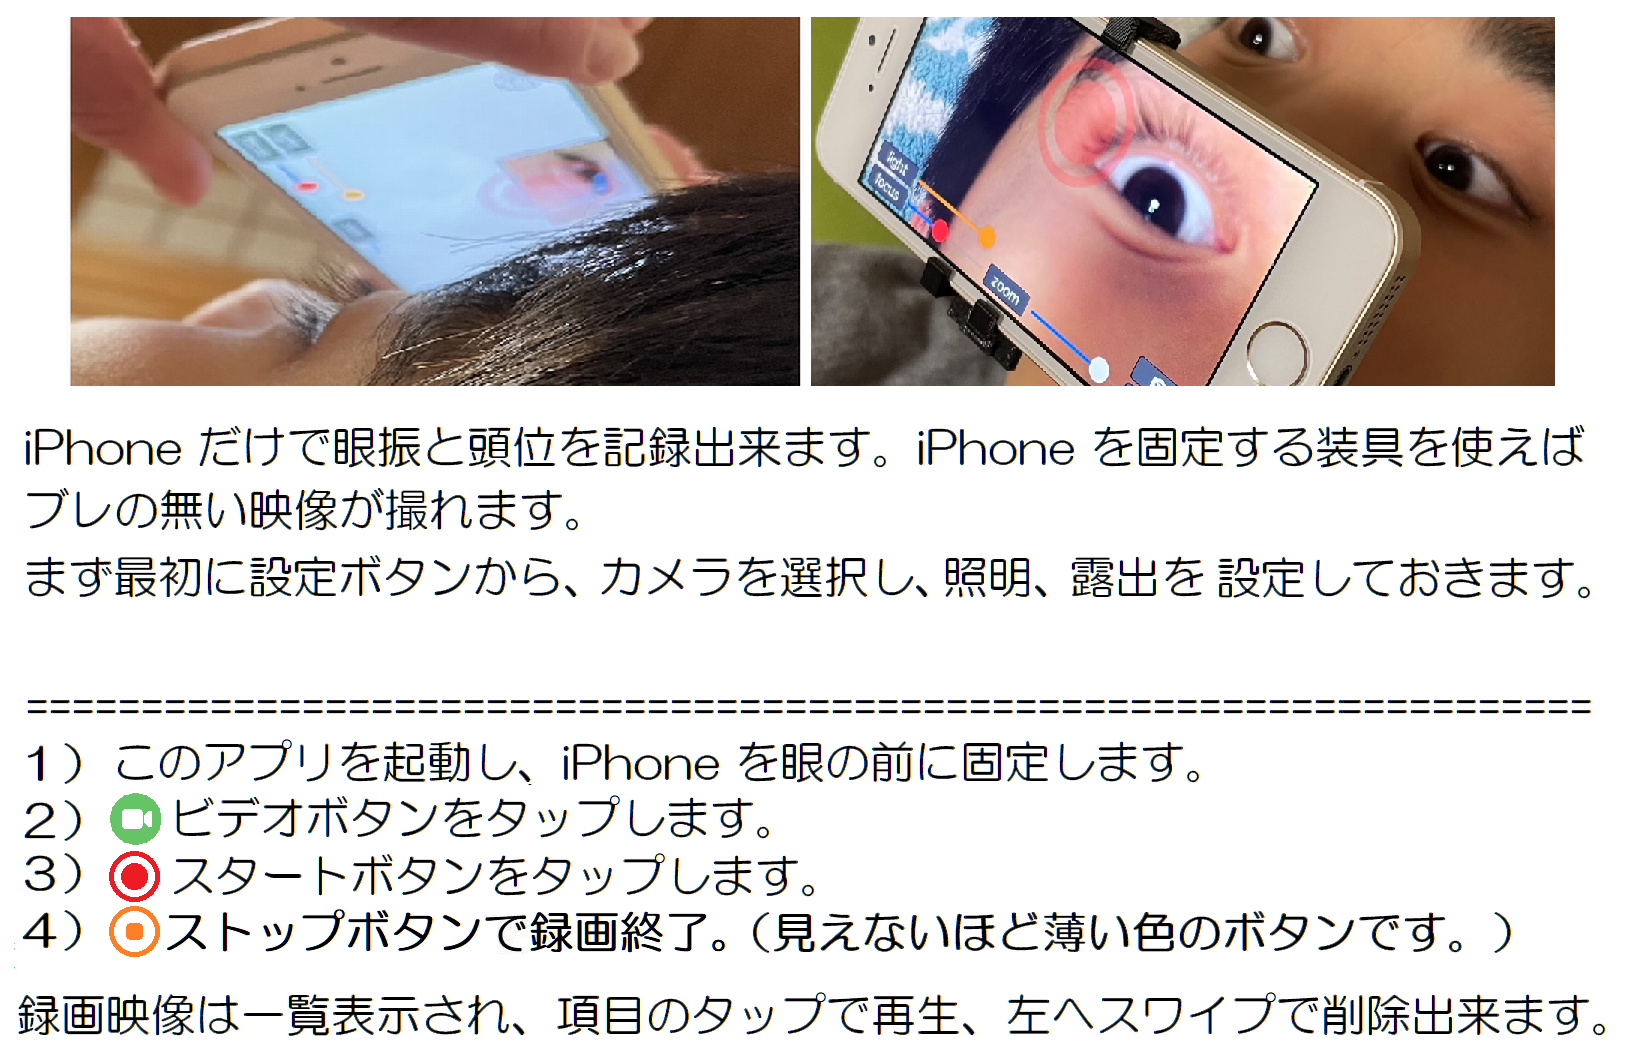 light
focus
zoom
iPhone だけで眼振と頭位を記録出来ます。iPhone を固定する装具を使えば
ブレの無い映像が撮れます。
まず最初に設定ボタンから、カメラを選択し、照明、露出を 設定しておきます。
====================================================================
1） このアプリを起動し、iPhone を眼の前に固定します。
2） ビデオボタンをタップします。
3） スタートボタンをタップします。
4） ストップボタンで録画終了。（見えないほど薄い色のボタンです。）
録画映像は一覧表示され、項目のタップで再生、左へスワイプで削除出来ます。